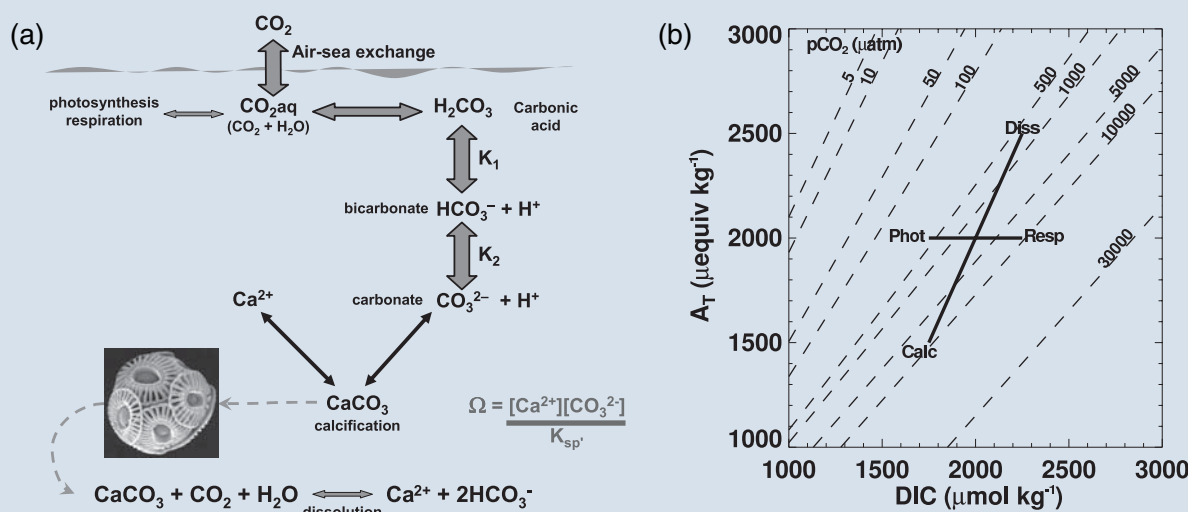 (a)
CO₂
Air-sea exchange
photosynthesis
respiration
CO₂aq
(CO₂ + H₂O)
H₂CO₃
Carbonic
acid
K₁
bicarbonate HCO₃⁻ + H⁺
K₂
carbonate CO₃²⁻ + H⁺
Ca²⁺
CaCO₃
calcification
Ω = [Ca²⁺][CO₃²⁻]
Ksp'
CaCO₃ + CO₂ + H₂O
Ca²⁺ + 2HCO₃⁻
dissolution
(b)
pCO₂ (μatm)
5
10
50
100
500
1000
5000
10000
30000
Diss
Phot
Resp
Calc
3000
2500
2000
1500
1000
A_T (μequiv kg⁻¹)
1000
1500
2000
2500
3000
DIC (μmol kg⁻¹)